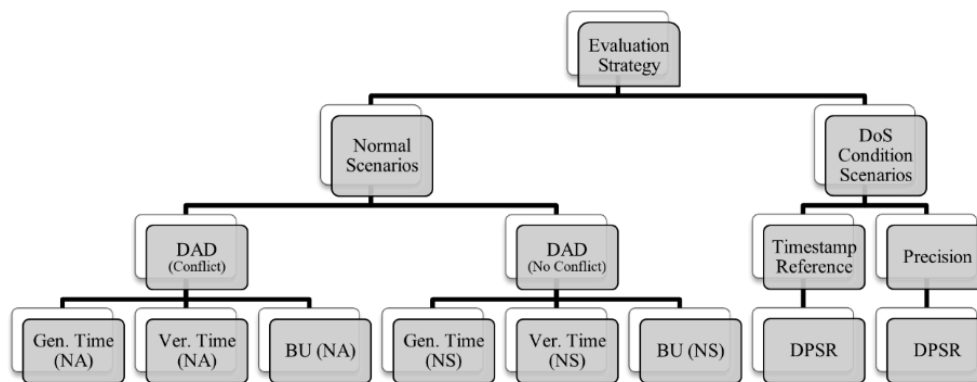 Evaluation
Strategy
Normal
Scenarios
DoS
Condition
Scenarios
DAD
(Conflict)
DAD
(No Conflict)
Timestamp
Reference
Precision
Gen. Time
(NA)
Ver. Time
(NA)
BU (NA)
Gen. Time
(NS)
Ver. Time
(NS)
BU (NS)
DPSR
DPSR